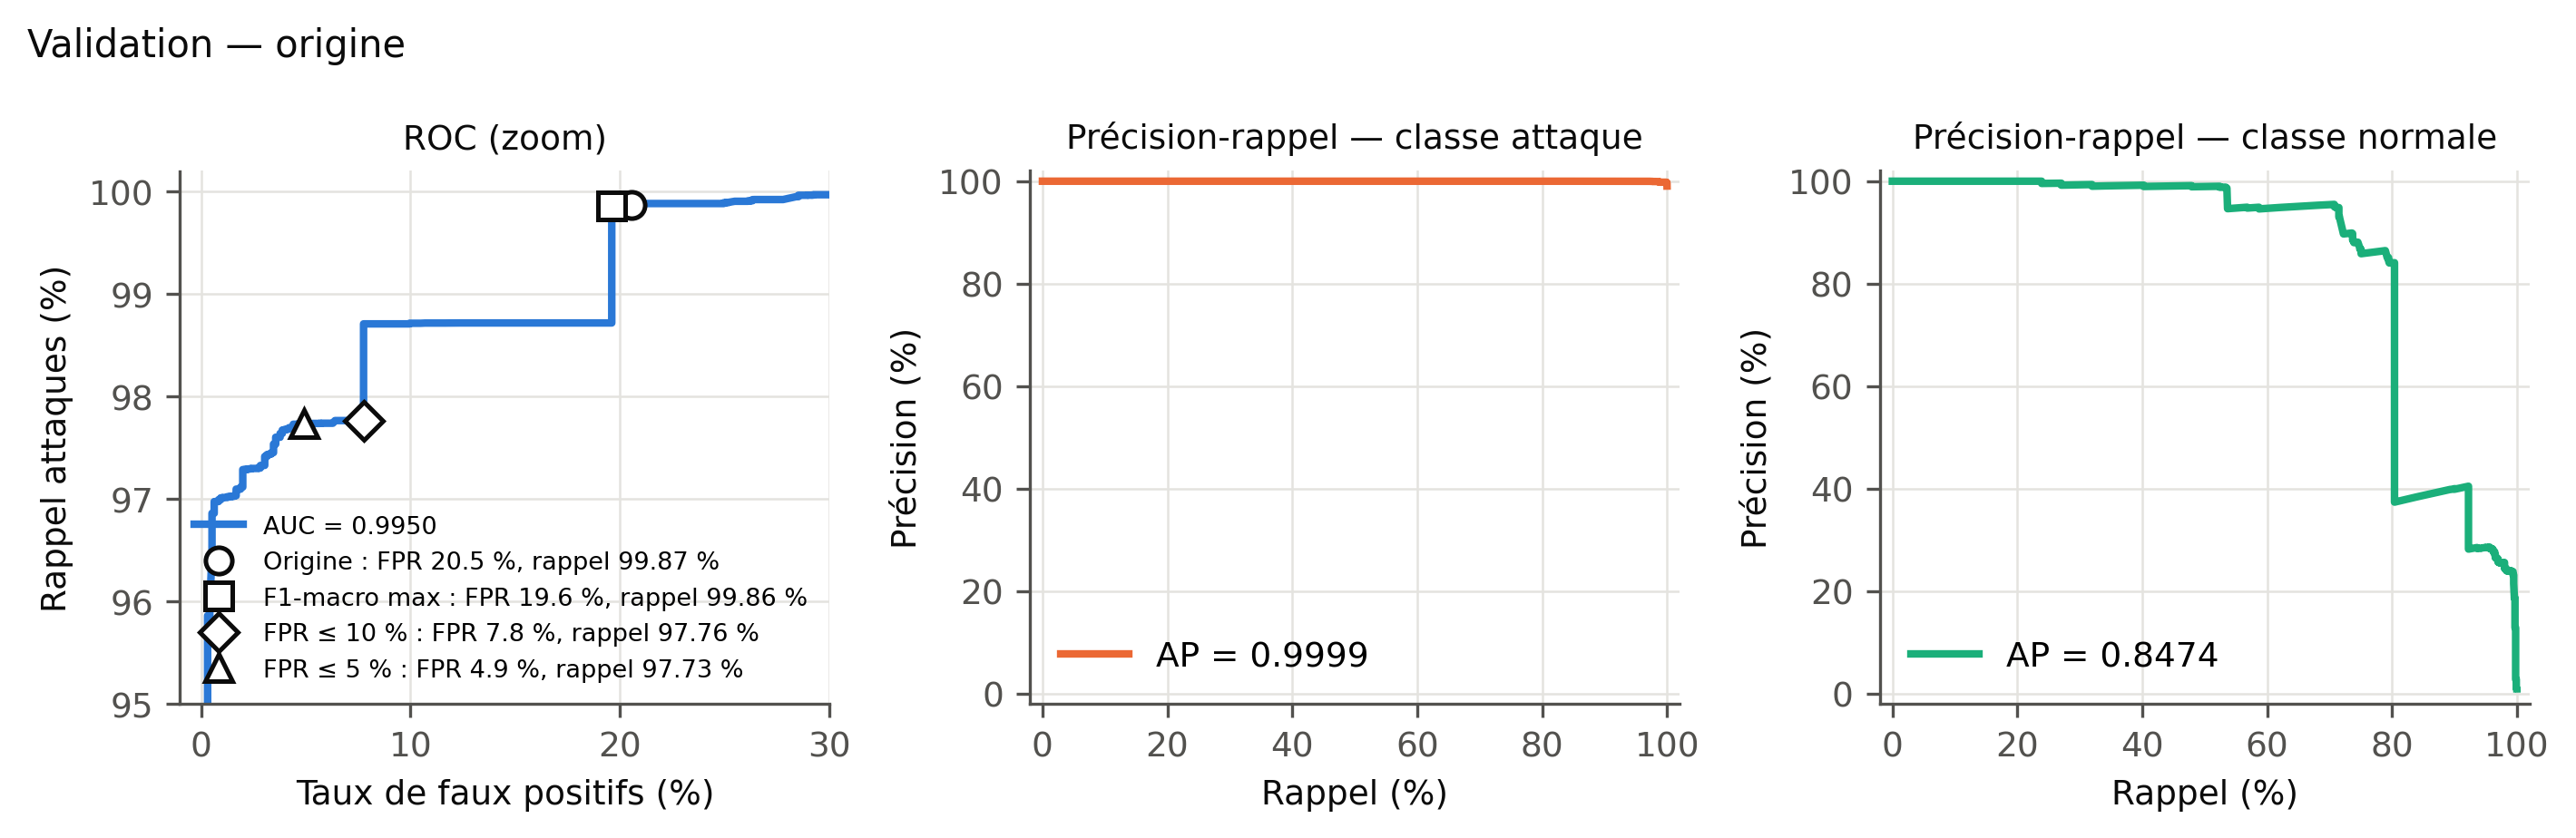 Validation — origine
ROC (zoom)
Rappel attaques (%)
100
99
98
97
96
95
AUC = 0.9950
Origine : FPR 20.5 %, rappel 99.87 %
F1-macro max : FPR 19.6 %, rappel 99.86 %
FPR ≤ 10 % : FPR 7.8 %, rappel 97.76 %
FPR ≤ 5 % : FPR 4.9 %, rappel 97.73 %
0 10 20 30
Taux de faux positifs (%)
Précision-rappel — classe attaque
Précision (%)
100
80
60
40
20
0
AP = 0.9999
0 20 40 60 80 100
Rappel (%)
Précision-rappel — classe normale
Précision (%)
100
80
60
40
20
0
AP = 0.8474
0 20 40 60 80 100
Rappel (%)